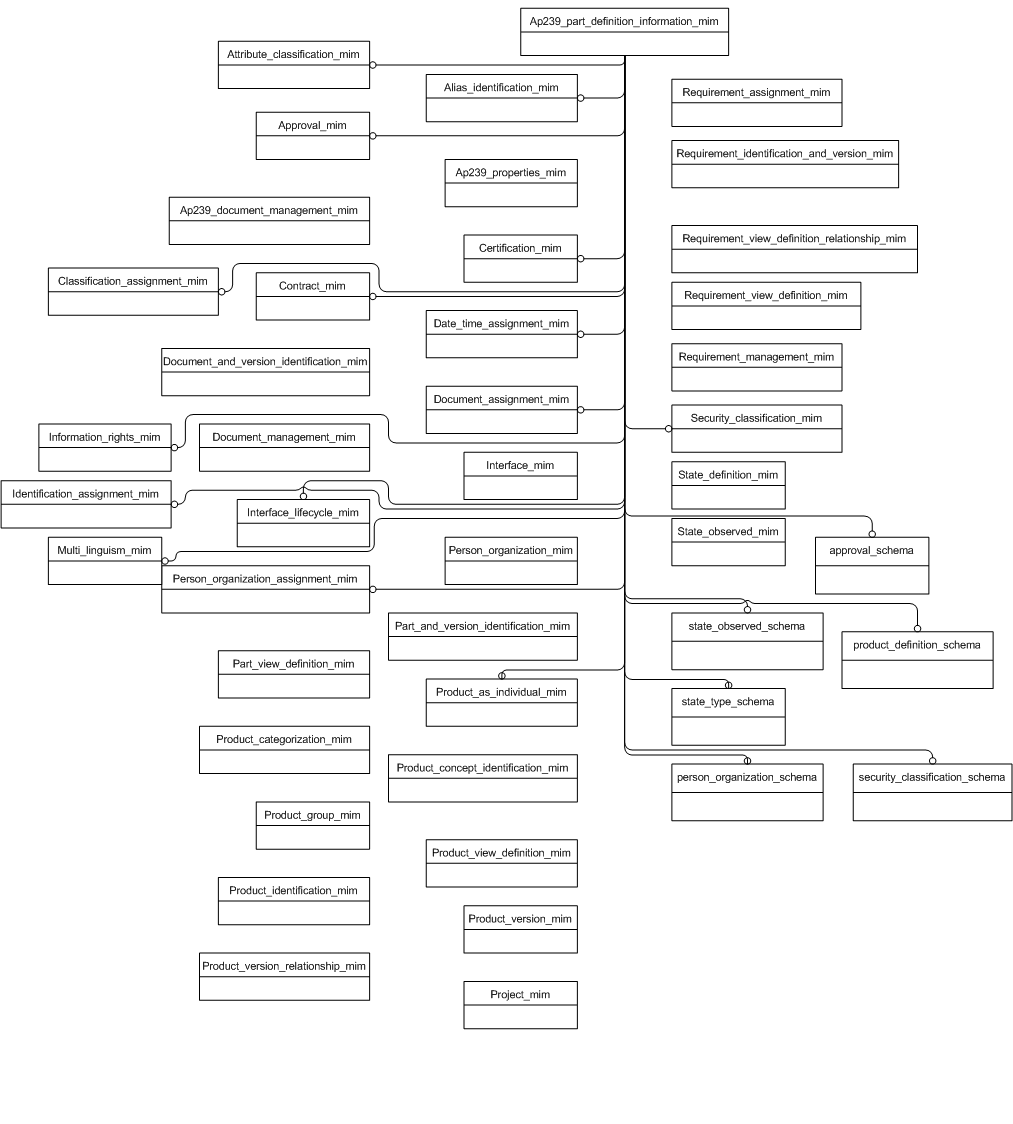 Ap239_part_definition_information_mim
Attribute_classification_mim
Alias_identification_mim
Requirement_assignment_mim
Approval_mim
Requirement_identification_and_version_mim
Ap239_properties_mim
Ap239_document_management_mim
Requirement_view_definition_relationship_mim
Certification_mim
Classification_assignment_mim
Contract_mim
Requirement_view_definition_mim
Date_time_assignment_mim
Requirement_management_mim
Document_and_version_identification_mim
Document_assignment_mim
Security_classification_mim
Information_rights_mim
Document_management_mim
Interface_mim
State_definition_mim
Identification_assignment_mim
Interface_lifecycle_mim
State_observed_mim
Multi_linguism_mim
Person_organization_mim
approval_schema
Person_organization_assignment_mim
Part_and_version_identification_mim
state_observed_schema
product_definition_schema
Part_view_definition_mim
Product_as_individual_mim
state_type_schema
Product_categorization_mim
Product_concept_identification_mim
person_organization_schema
security_classification_schema
Product_group_mim
Product_view_definition_mim
Product_identification_mim
Product_version_mim
Product_version_relationship_mim
Project_mim